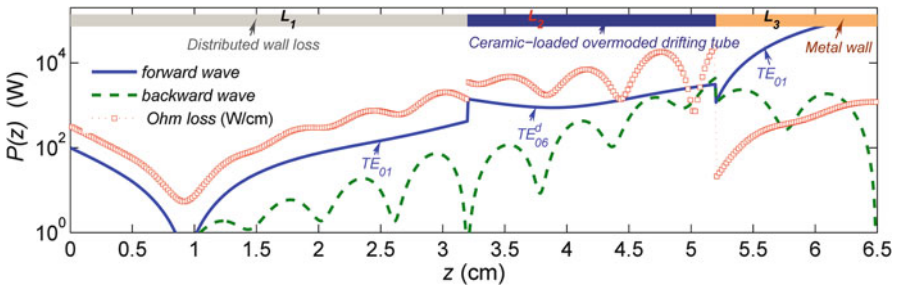 L1 L2 L3
Distributed wall loss
Ceramic-loaded overmoded drifting tube
Metal wall
P(z) (W)
10^4
10^2
10^0
forward wave
backward wave
Ohm loss (W/cm)
TE01
TE06^d
TE01
0 0.5 1 1.5 2 2.5 3 3.5 4 4.5 5 5.5 6 6.5
z (cm)